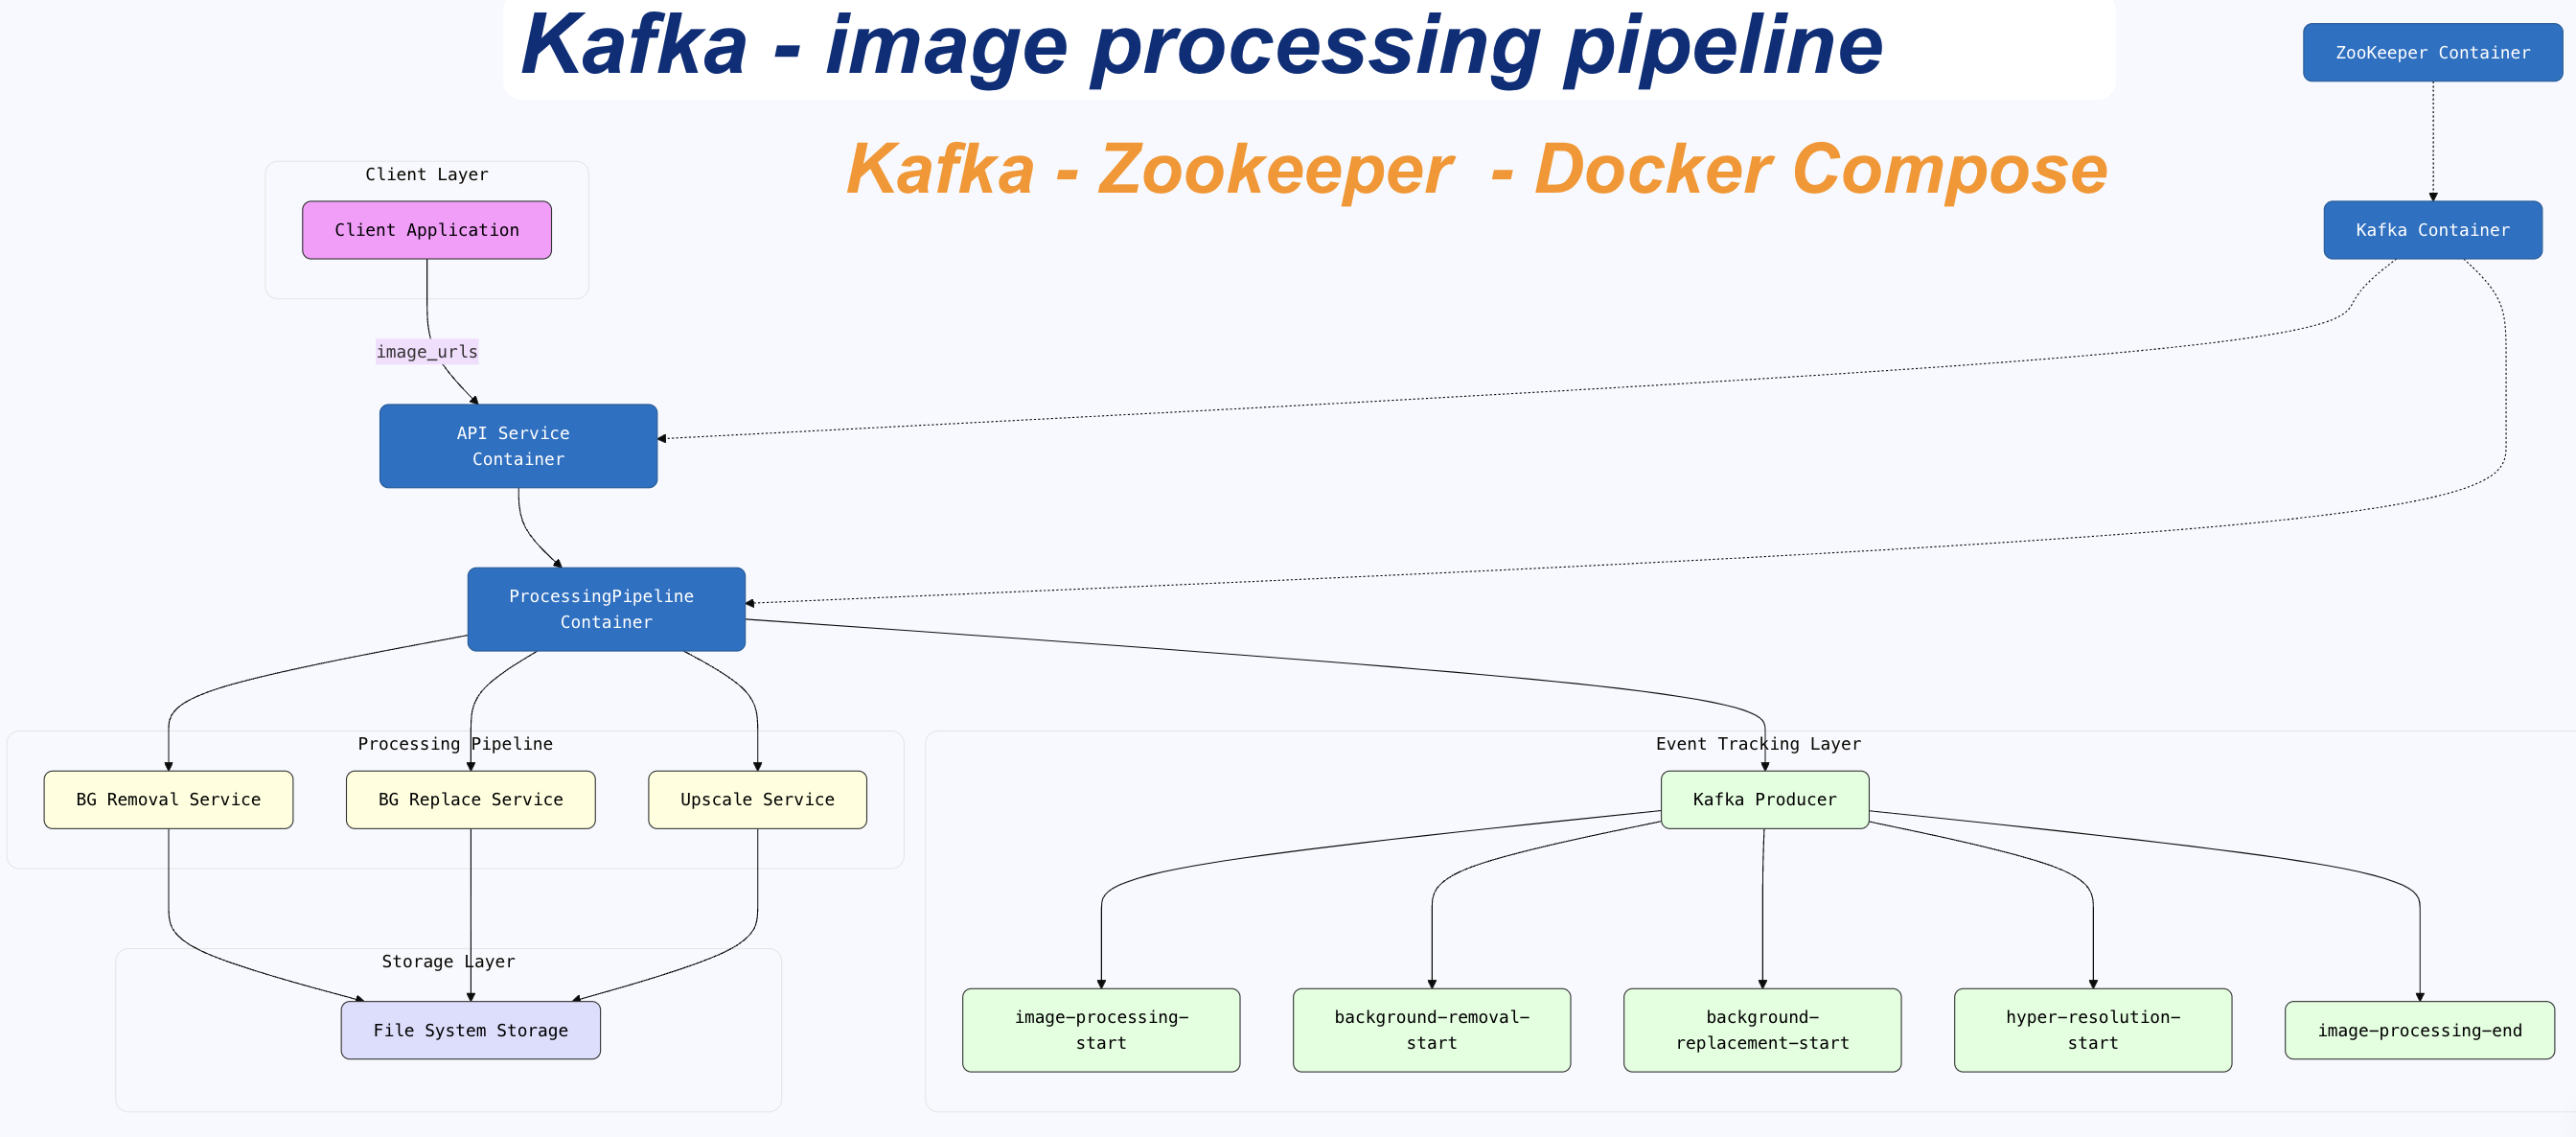 Kafka - image processing pipeline
ZooKeeper Container
Kafka - Zookeeper - Docker Compose
Client Layer
Client Application
Kafka Container
image_urls
API Service
Container
ProcessingPipeline
Container
Processing Pipeline
BG Removal Service
BG Replace Service
Upscale Service
Event Tracking Layer
Kafka Producer
Storage Layer
File System Storage
image-processing-
start
background-removal-
start
background-
replacement-start
hyper-resolution-
start
image-processing-end